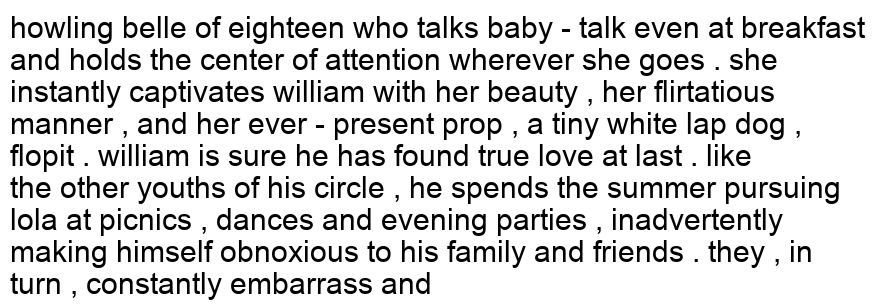 howling belle of eighteen who talks baby - talk even at breakfast
and holds the center of attention wherever she goes . she
instantly captivates william with her beauty , her flirtatious
manner , and her ever - present prop , a tiny white lap dog ,
flopit . william is sure he has found true love at last . like
the other youths of his circle , he spends the summer pursuing
lola at picnics , dances and evening parties , inadvertently
making himself obnoxious to his family and friends . they , in
turn , constantly embarrass and